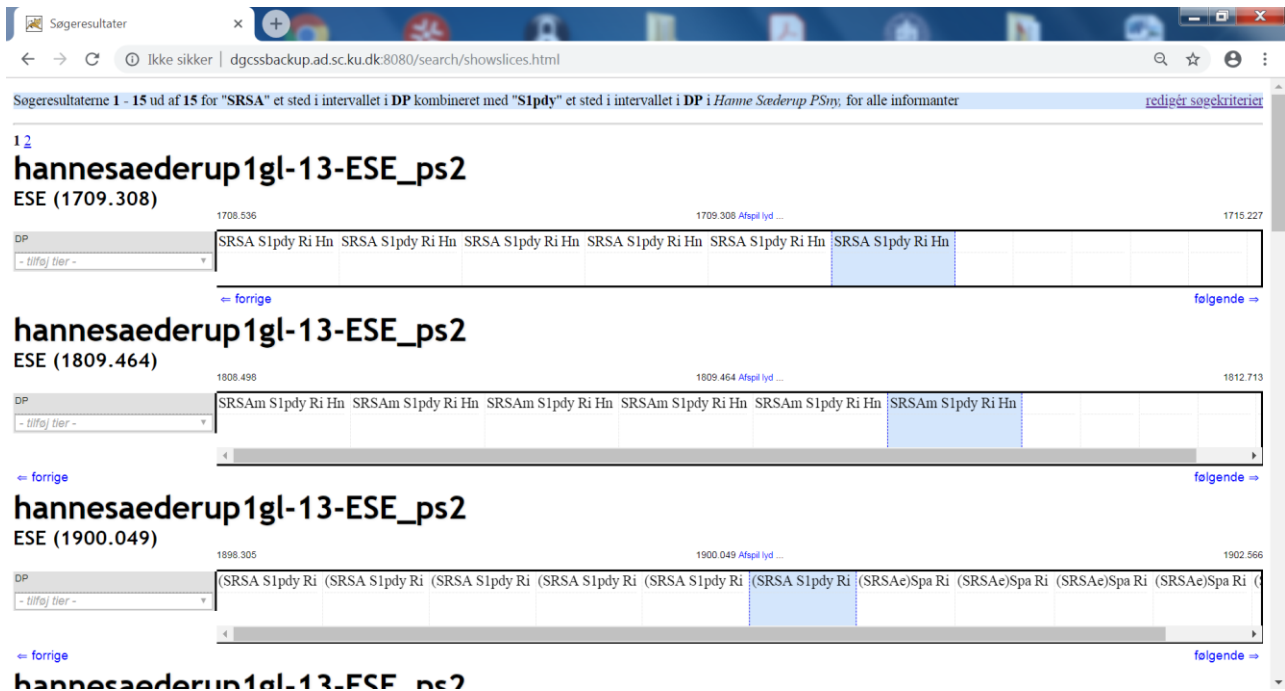 Søgeresultater
Ikke sikker | dgcssbackup.ad.sc.ku.dk:8080/search/showslices.html
Søgeresultaterne 1 - 15 ud af 15 for "SRSA" et sted i intervallet i DP kombineret med "S1pdy" et sted i intervallet i DP i Hanne Sæderup PSny, for alle informanter redigér søgekriterier
1 2
hannesaederup1gl-13-ESE_ps2
ESE (1709.308)
1708.536 1709.308 Afspil lyd ... 1715.227
DP SRSA S1pdy Ri Hn SRSA S1pdy Ri Hn SRSA S1pdy Ri Hn SRSA S1pdy Ri Hn SRSA S1pdy Ri Hn SRSA S1pdy Ri Hn
- tilføj tier -
⇐ forrige følgende ⇒
hannesaederup1gl-13-ESE_ps2
ESE (1809.464)
1808.498 1809.464 Afspil lyd ... 1812.713
DP SRSAm S1pdy Ri Hn SRSAm S1pdy Ri Hn SRSAm S1pdy Ri Hn SRSAm S1pdy Ri Hn SRSAm S1pdy Ri Hn SRSAm S1pdy Ri Hn
- tilføj tier -
⇐ forrige følgende ⇒
hannesaederup1gl-13-ESE_ps2
ESE (1900.049)
1898.305 1900.049 Afspil lyd ... 1902.566
DP (SRSA S1pdy Ri (SRSA S1pdy Ri (SRSA S1pdy Ri (SRSA S1pdy Ri (SRSA S1pdy Ri (SRSA S1pdy Ri (SRSAe)Spa Ri (SRSAe)Spa Ri (SRSAe)Spa Ri (SRSAe)Spa Ri
- tilføj tier -
⇐ forrige følgende ⇒
hannesaederup1gl-13-ESE_ps2